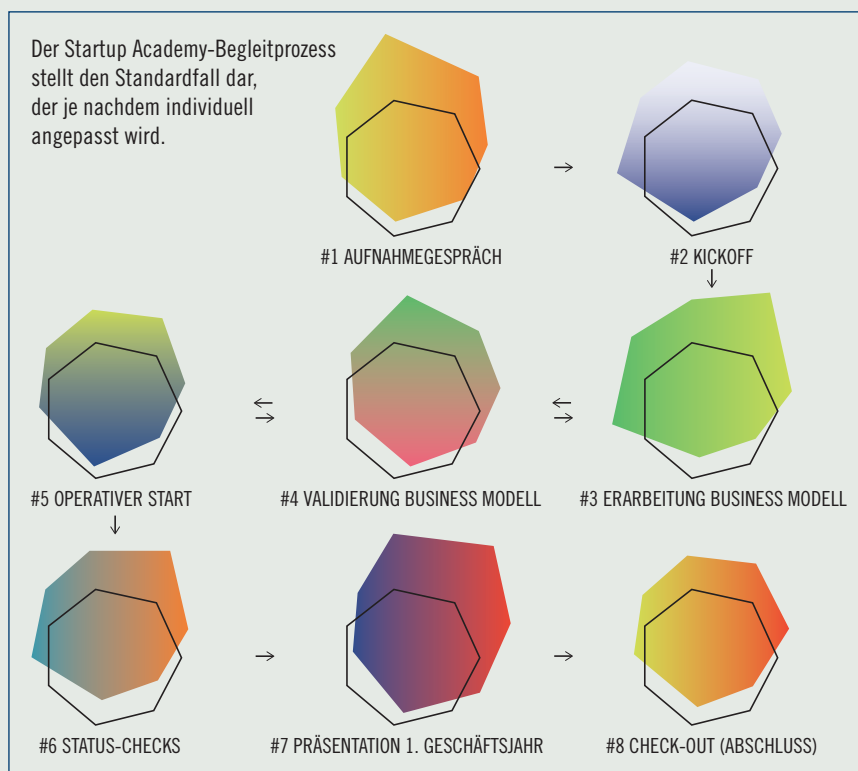 Der Startup Academy-Begleitprozess
stellt den Standardfall dar,
der je nachdem individuell
angepasst wird.
#1 AUFNAHMEGESPRÄCH
#2 KICKOFF
#5 OPERATIVER START
#4 VALIDIERUNG BUSINESS MODELL
#3 ERARBEITUNG BUSINESS MODELL
#6 STATUS-CHECKS
#7 PRÄSENTATION 1. GESCHÄFTSJAHR
#8 CHECK-OUT (ABSCHLUSS)